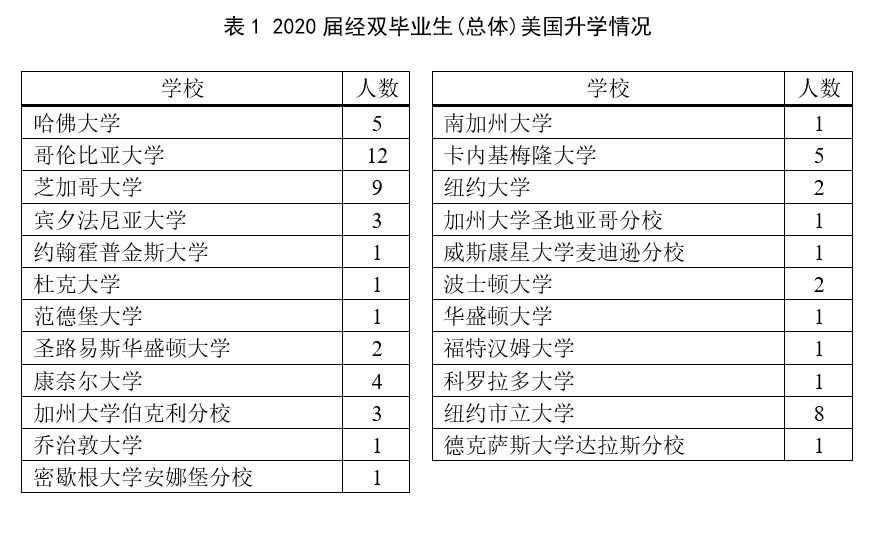 表1 2020届经双毕业生(总体)美国升学情况
学校 人数
哈佛大学 5
哥伦比亚大学 12
芝加哥大学 9
宾夕法尼亚大学 3
约翰霍普金斯大学 1
杜克大学 1
范德堡大学 1
圣路易斯华盛顿大学 2
康奈尔大学 4
加州大学伯克利分校 3
乔治敦大学 1
密歇根大学安娜堡分校 1
学校 人数
南加州大学 1
卡内基梅隆大学 5
纽约大学 2
加州大学圣地亚哥分校 1
威斯康星大学麦迪逊分校 1
波士顿大学 2
华盛顿大学 1
福特汉姆大学 1
科罗拉多大学 1
纽约市立大学 8
德克萨斯大学达拉斯分校 1